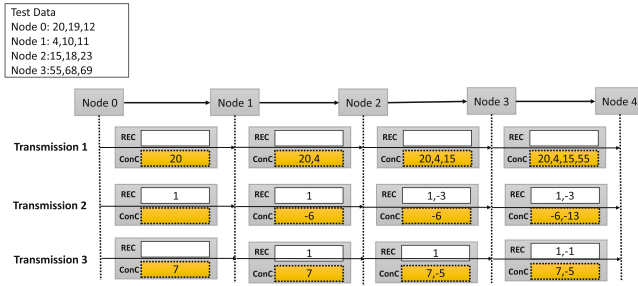 Test Data
Node 0: 20,19,12
Node 1: 4,10,11
Node 2:15,18,23
Node 3:55,68,69
Node 0 Node 1 Node 2 Node 3 Node 4
Transmission 1
REC REC REC REC
ConC 20 ConC 20,4 ConC 20,4,15 ConC 20,4,15,55
Transmission 2
REC 1 REC 1 REC 1,-3 REC 1,-3
ConC ConC -6 ConC -6 ConC -6,-13
Transmission 3
REC REC 1 REC 1 REC 1,-1
ConC 7 ConC 7 ConC 7,-5 ConC 7,-5